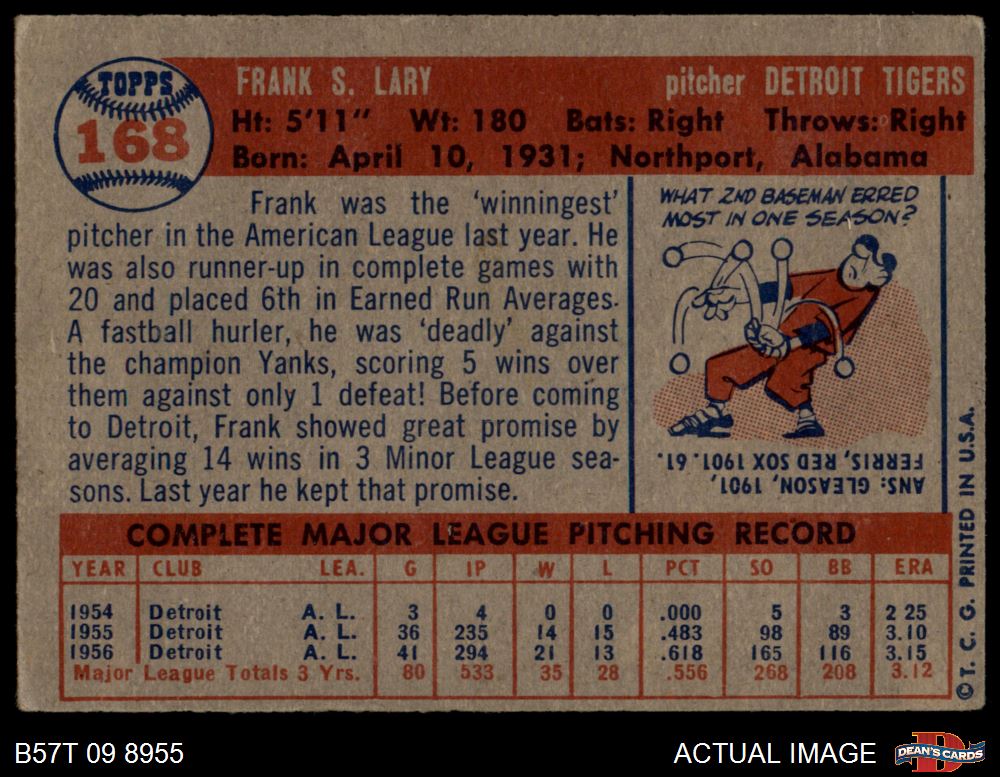 TOPPS
168
FRANK S. LARY pitcher DETROIT TIGERS
Ht: 5'11" Wt: 180 Bats: Right Throws: Right
Born: April 10, 1931; Northport, Alabama
Frank was the 'winningest'
pitcher in the American League last year. He
was also runner-up in complete games with
20 and placed 6th in Earned Run Averages.
A fastball hurler, he was 'deadly' against
the champion Yanks, scoring 5 wins over
them against only 1 defeat! Before coming
to Detroit, Frank showed great promise by
averaging 14 wins in 3 Minor League sea-
sons. Last year he kept that promise.
WHAT 2ND BASEMAN ERRED
MOST IN ONE SEASON?
ANS: GLEASON, 1901,
FERRIS, RED SOX 1901. 61.
COMPLETE MAJOR LEAGUE PITCHING RECORD
YEAR CLUB LEA. G IP W L PCT SO BB ERA
1954 Detroit A. L. 3 4 0 0 .000 5 3 2 25
1955 Detroit A. L. 36 235 14 15 .483 98 89 3.10
1956 Detroit A. L. 41 294 21 13 .618 165 116 3.15
Major League Totals 3 Yrs. 80 533 35 28 .556 268 208 3.12
© T. C. G. PRINTED IN U.S.A.
B57T 09 8955 ACTUAL IMAGE
D
DEAN'S CARDS